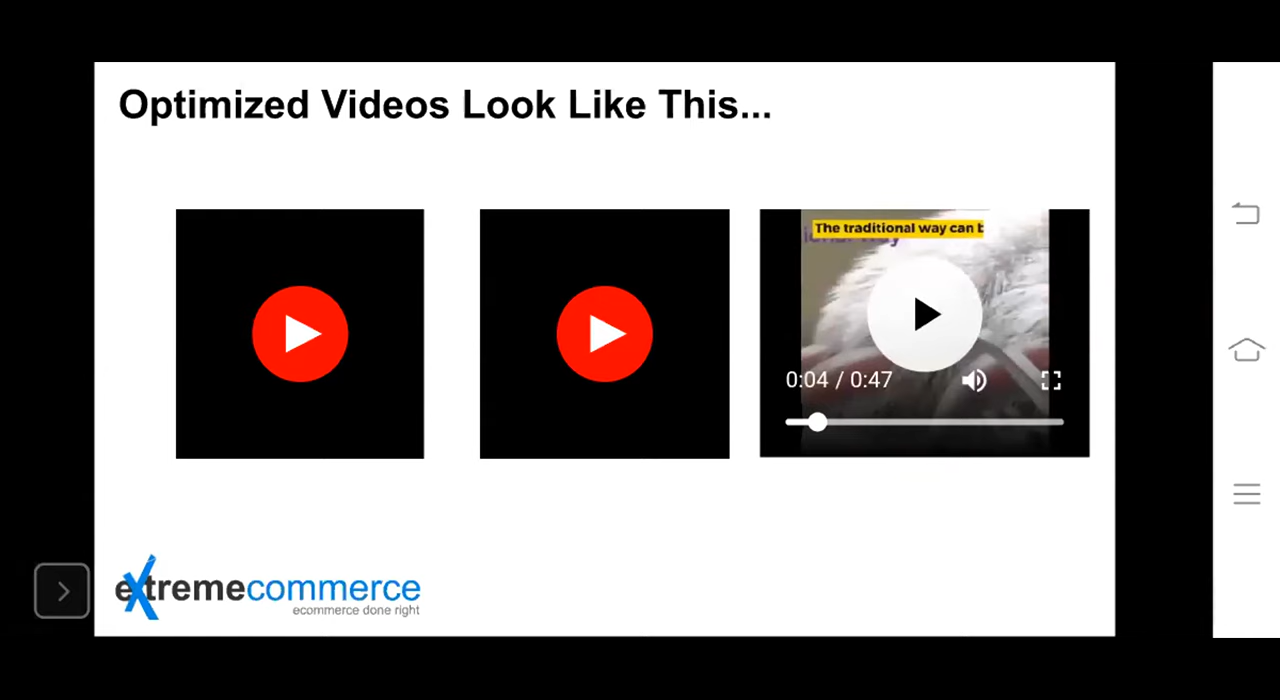 Optimized Videos Look Like This...
The traditional way can b
0:04 / 0:47
extremecommerce
ecommerce done right